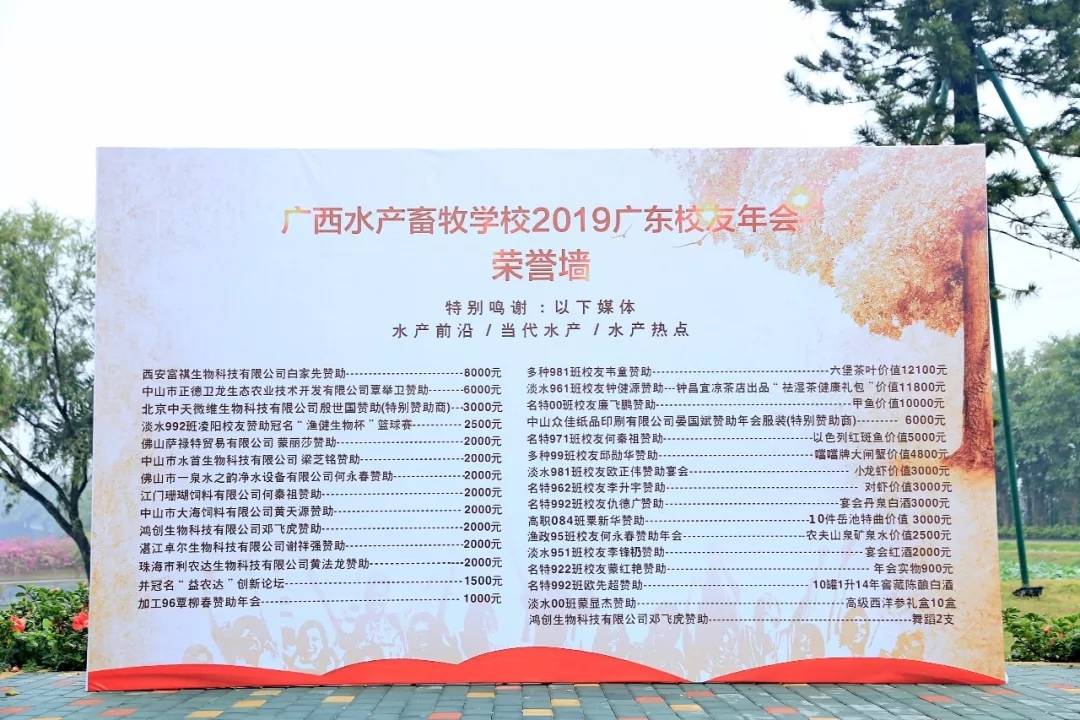 广西水产畜牧学校2019广东校友年会
荣誉墙
特别鸣谢：以下媒体
水产前沿 / 当代水产 / 水产热点
西安富祺生物科技有限公司白家先赞助---8000元
中山市正德卫龙生态农业技术开发有限公司覃举卫赞助---6000元
北京中天微维生物科技有限公司殷世国赞助(特别赞助商)---3000元
淡水992班凌阳校友赞助冠名“渔健生物杯”篮球赛---2500元
佛山萨禄特贸易有限公司 蒙丽莎赞助---2000元
中山市水首生物科技有限公司 梁芝铭赞助---2000元
佛山市一泉水之韵净水设备有限公司何永春赞助---2000元
江门珊瑚饲料有限公司何秦祖赞助---2000元
中山市大海饲料有限公司黄天源赞助---2000元
鸿创生物科技有限公司邓飞虎赞助---2000元
湛江卓尔生物科技有限公司谢祥强赞助---2000元
珠海市利农达生物科技有限公司黄法龙赞助---2000元
并冠名“益农达”创新论坛---1500元
加工96覃柳春赞助年会---1000元
多种981班校友韦童赞助---六堡茶叶价值12100元
淡水961班校友钟健源赞助---钟昌宜凉茶店出品“祛湿茶健康礼包”价值11800元
名特00班校友廉飞鹏赞助---甲鱼价值10000元
中山众佳纸品印刷有限公司晏国斌赞助年会服装(特别赞助商)---6000元
名特971班校友何秦祖赞助---以色列红斑鱼价值5000元
多种99班校友邱勋华赞助---噹噹牌大闸蟹价值4800元
淡水981班校友欧正伟赞助宴会---小龙虾价值3000元
名特962班校友李升宇赞助---对虾价值3000元
名特992班校友仇德广赞助---宴会丹泉白酒3000元
高职084班粟新华赞助---10件岳池特曲价值 3000元
渔政95班校友何永春赞助年会---农夫山泉矿泉水价值2500元
淡水951班校友李锋礽赞助---宴会红酒2000元
名特922班校友蒙红艳赞助---年会实物900元
名特992班欧先超赞助---10罐1升14年窖藏陈酿白酒
淡水00班蒙显杰赞助---高级西洋参礼盒10盒
鸿创生物科技有限公司邓飞虎赞助---舞蹈2支